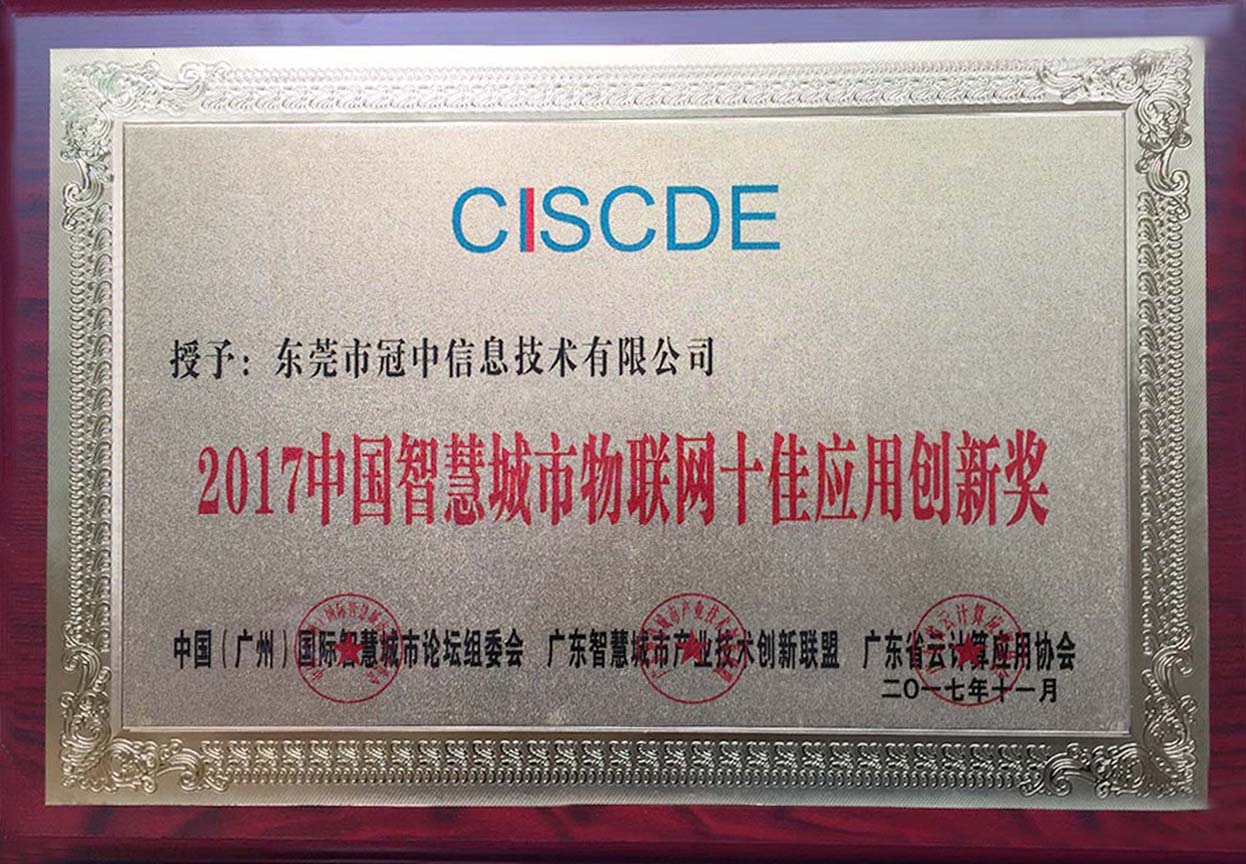 CISCDE
授予：东莞市冠中信息技术有限公司
2017中国智慧城市物联网十佳应用创新奖
中国（广州）国际智慧城市论坛组委会 广东智慧城市产业技术创新联盟 广东省云计算应用协会
二〇一七年十一月